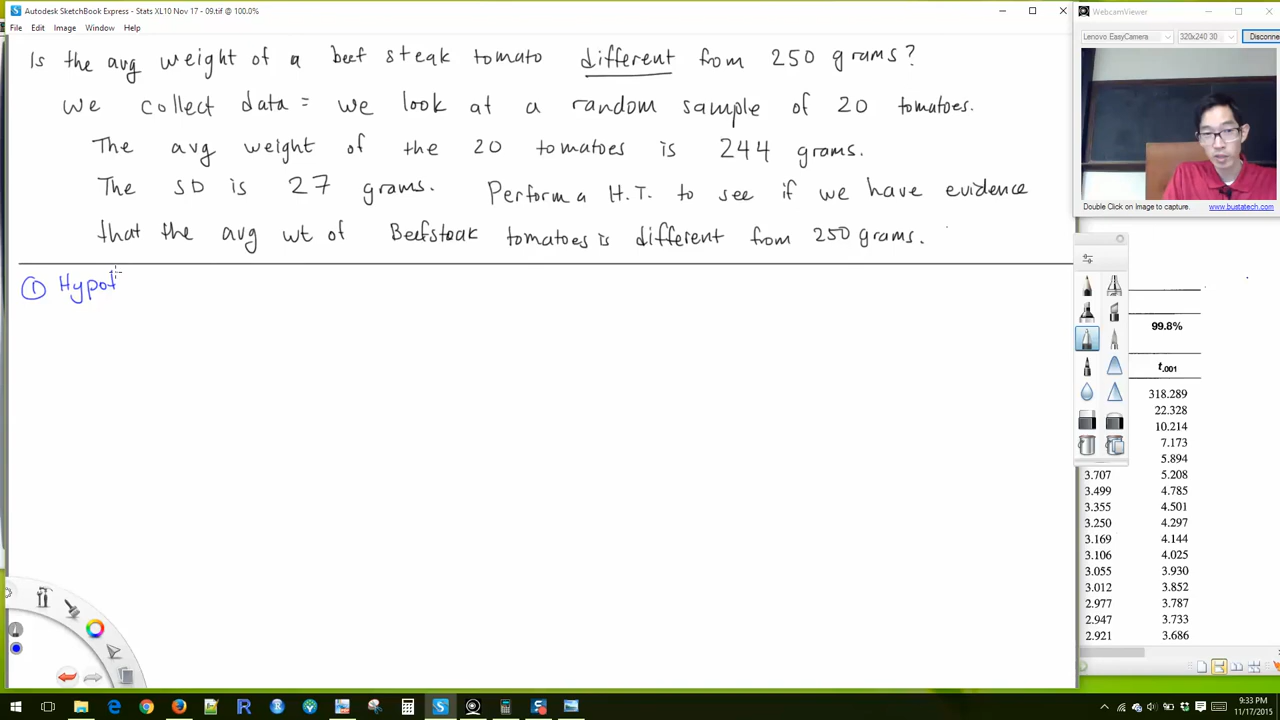 Autodesk SketchBook Express - Stats XL10 Nov 17 - 09.tif @ 100.0%
File Edit Image Window Help
Is the avg weight of a beef steak tomato different from 250 grams?
We collect data = we look at a random sample of 20 tomatoes.
The avg weight of the 20 tomatoes is 244 grams.
The SD is 27 grams. Perform a H.T. to see if we have evidence
that the avg wt of Beefsteak tomatoes is different from 250 grams.
① Hypot
WebcamViewer
Lenovo EasyCamera 320x240 30 Disconne
Double Click on Image to capture. www.bustatech.com
99.8%
t.001
318.289
22.328
10.214
7.173
5.894
3.707 5.208
3.499 4.785
3.355 4.501
3.250 4.297
3.169 4.144
3.106 4.025
3.055 3.930
3.012 3.852
2.977 3.787
2.947 3.733
2.921 3.686
9:33 PM
11/17/2015